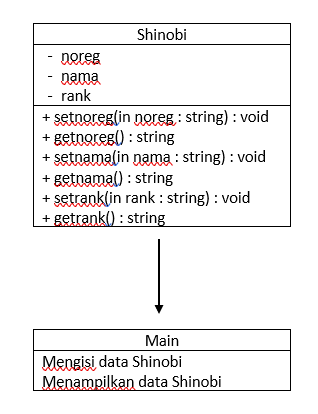 Shinobi
- noreg
- nama
- rank
+ setnoreg(in noreg : string) : void
+ getnoreg() : string
+ setnama(in nama : string) : void
+ getnama() : string
+ setrank(in rank : string) : void
+ getrank() : string
Main
Mengisi data Shinobi
Menampilkan data Shinobi